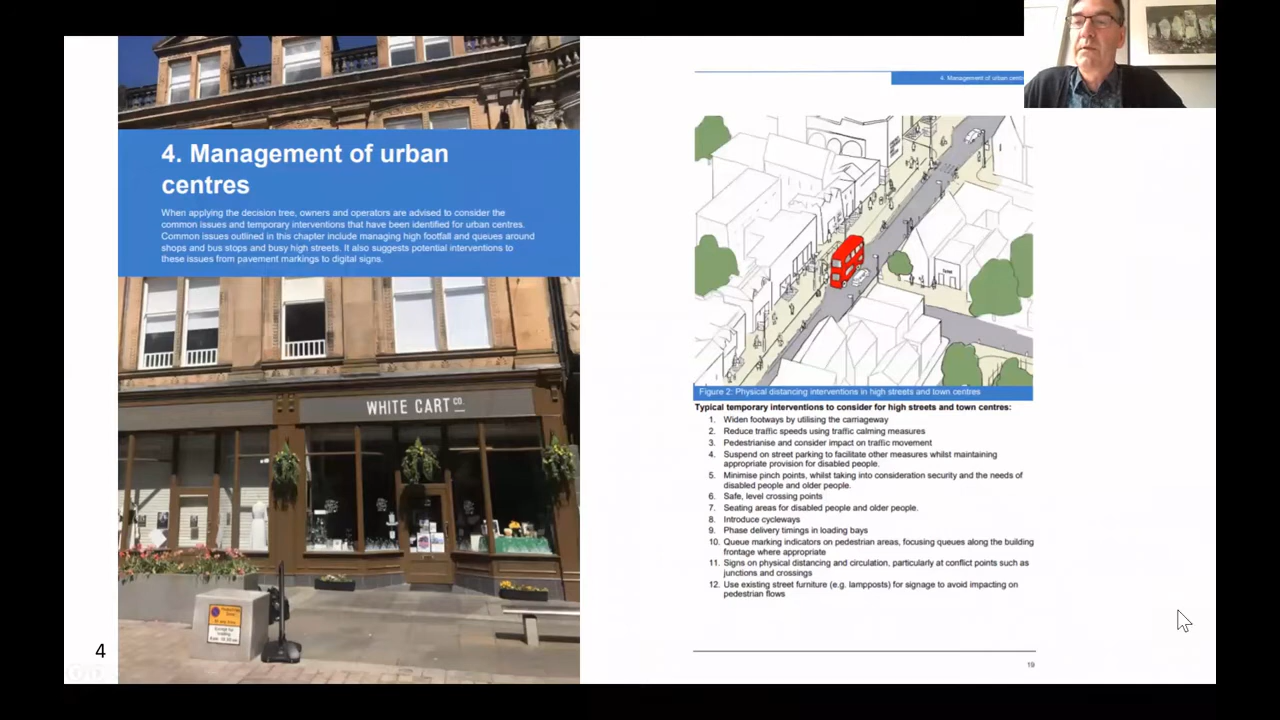 4. Management of urban
centres
When applying the decision tree, owners and operators are advised to consider the
common issues and temporary interventions that have been identified for urban centres.
Common issues outlined in this chapter include managing high footfall and queues around
shops and bus stops and busy high streets. It also suggests potential interventions to
these issues from pavement markings to digital signs.
WHITE CART CO.
4
4. Management of urban
Figure 2: Physical distancing interventions in high streets and town centres
Typical temporary interventions to consider for high streets and town centres:
1. Widen footways by utilising the carriageway
2. Reduce traffic speeds using traffic calming measures
3. Pedestrianise and consider impact on traffic movement
4. Suspend on street parking to facilitate other measures whilst maintaining
appropriate provision for disabled people.
5. Minimise pinch points, whilst taking into consideration security and the needs of
disabled people and older people.
6. Safe, level crossing points
7. Seating areas for disabled people and older people.
8. Introduce cycleways
9. Phase delivery timings in loading bays
10. Queue marking indicators on pedestrian areas, focusing queues along the building
frontage where appropriate
11. Signs on physical distancing and circulation, particularly at conflict points such as
junctions and crossings
12. Use existing street furniture (e.g. lampposts) for signage to avoid impacting on
pedestrian flows
19